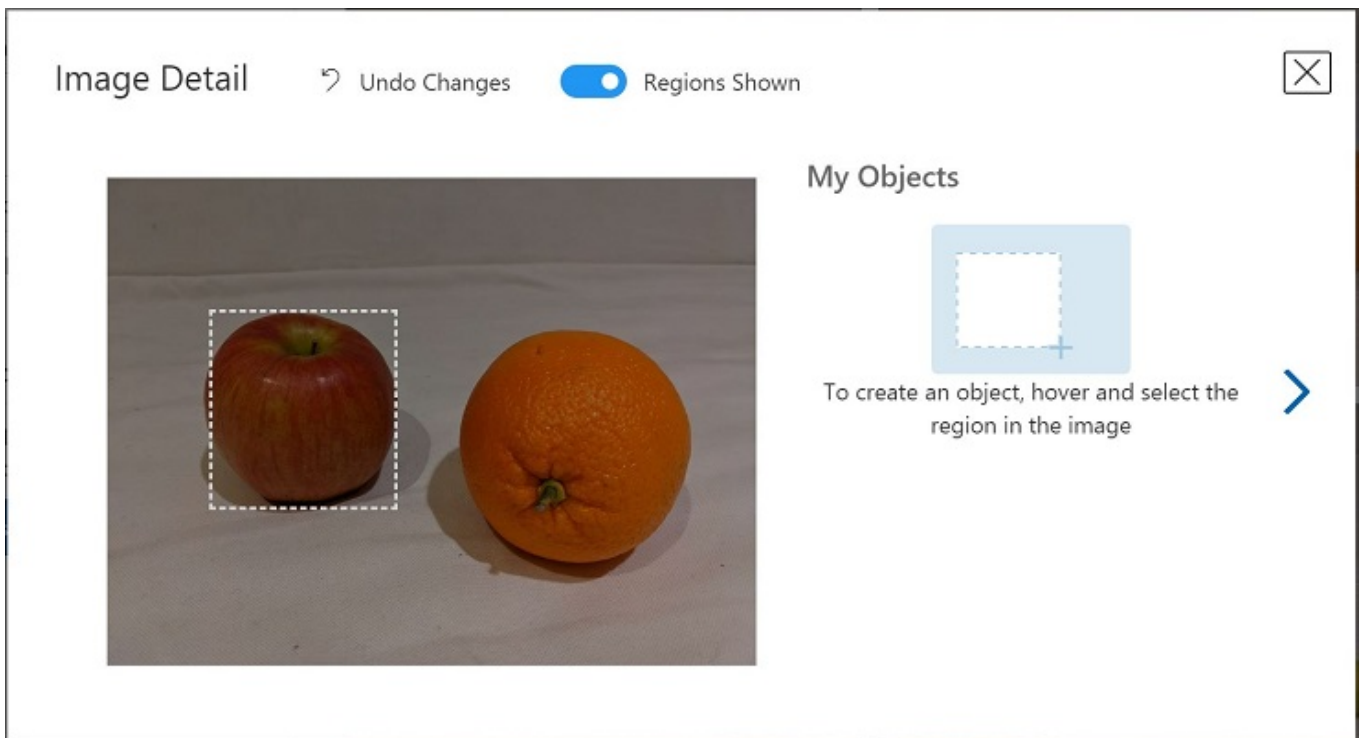 Image Detail
Undo Changes
Regions Shown
My Objects
To create an object, hover and select the
region in the image